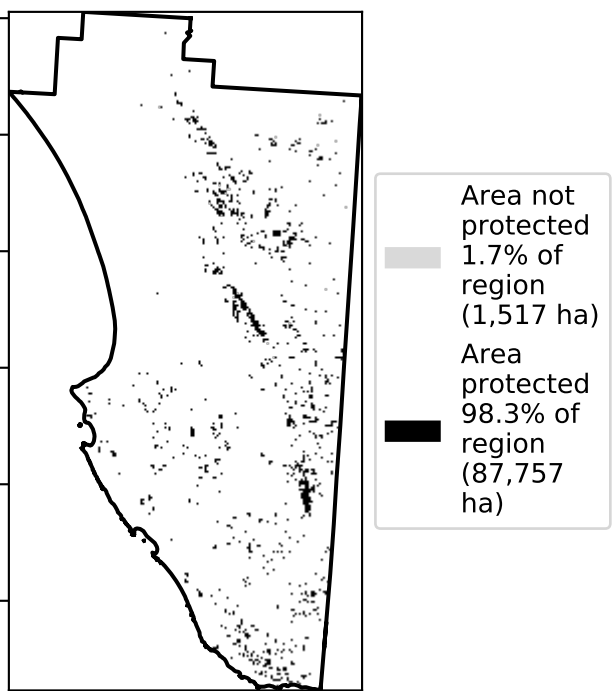 Area not
protected
1.7% of
region
(1,517 ha)
Area
protected
98.3% of
region
(87,757
ha)